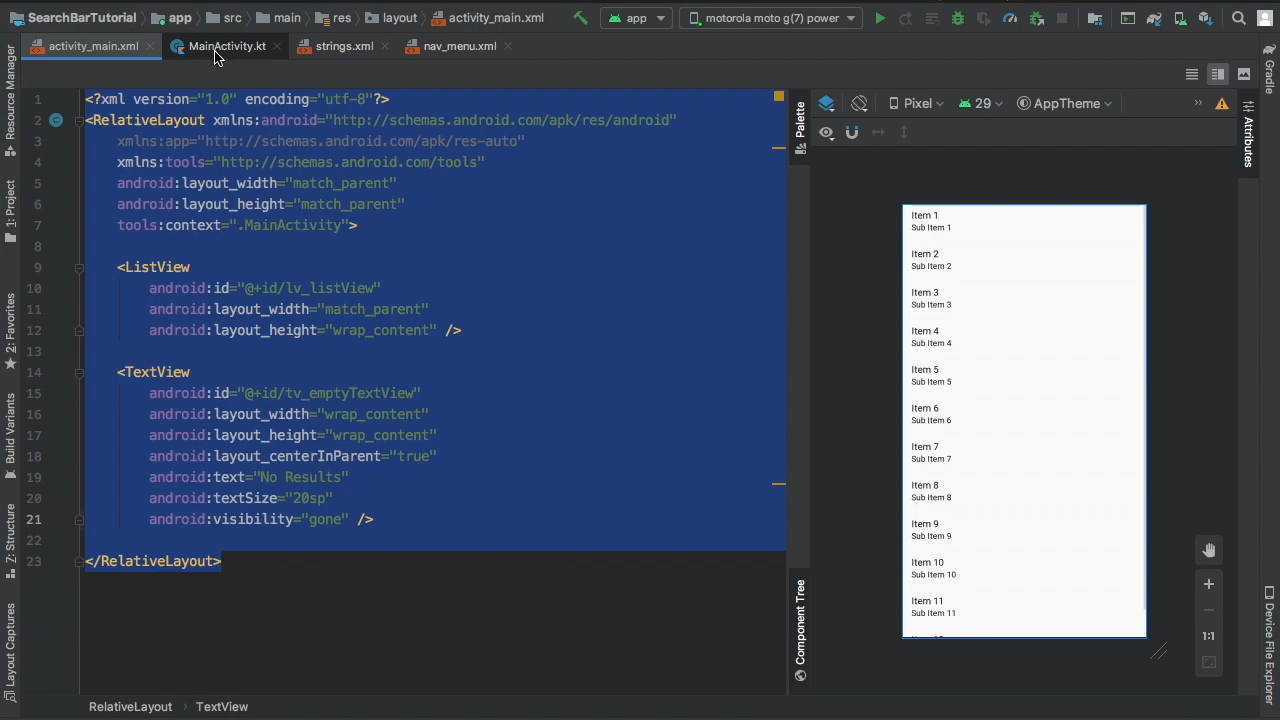 SearchBarTutorial app src main res layout activity_main.xml app motorola moto g(7) power
activity_main.xml MainActivity.kt strings.xml nav_menu.xml
Resource Manager
1: Project
2: Favorites
Build Variants
Z: Structure
Layout Captures
1 <?xml version="1.0" encoding="utf-8"?>
2 <RelativeLayout xmlns:android="http://schemas.android.com/apk/res/android"
3 xmlns:app="http://schemas.android.com/apk/res-auto"
4 xmlns:tools="http://schemas.android.com/tools"
5 android:layout_width="match_parent"
6 android:layout_height="match_parent"
7 tools:context=".MainActivity">
8
9 <ListView
10 android:id="@+id/lv_listView"
11 android:layout_width="match_parent"
12 android:layout_height="wrap_content" />
13
14 <TextView
15 android:id="@+id/tv_emptyTextView"
16 android:layout_width="wrap_content"
17 android:layout_height="wrap_content"
18 android:layout_centerInParent="true"
19 android:text="No Results"
20 android:textSize="20sp"
21 android:visibility="gone" />
22
23 </RelativeLayout>
Palette
Component Tree
Pixel 29 AppTheme
Item 1
Sub Item 1
Item 2
Sub Item 2
Item 3
Sub Item 3
Item 4
Sub Item 4
Item 5
Sub Item 5
Item 6
Sub Item 6
Item 7
Sub Item 7
Item 8
Sub Item 8
Item 9
Sub Item 9
Item 10
Sub Item 10
Item 11
Sub Item 11
1:1
Gradle
Attributes
Device File Explorer
RelativeLayout TextView